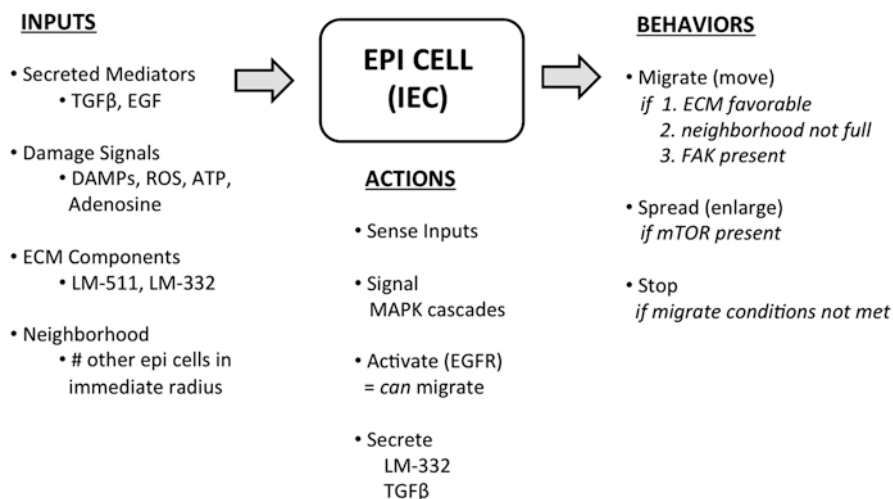 INPUTS
• Secreted Mediators
• TGFβ, EGF
• Damage Signals
• DAMPs, ROS, ATP,
Adenosine
• ECM Components
• LM-511, LM-332
• Neighborhood
• # other epi cells in
immediate radius
EPI CELL
(IEC)
ACTIONS
• Sense Inputs
• Signal
MAPK cascades
• Activate (EGFR)
= can migrate
• Secrete
LM-332
TGFβ
BEHAVIORS
• Migrate (move)
if 1. ECM favorable
2. neighborhood not full
3. FAK present
• Spread (enlarge)
if mTOR present
• Stop
if migrate conditions not met